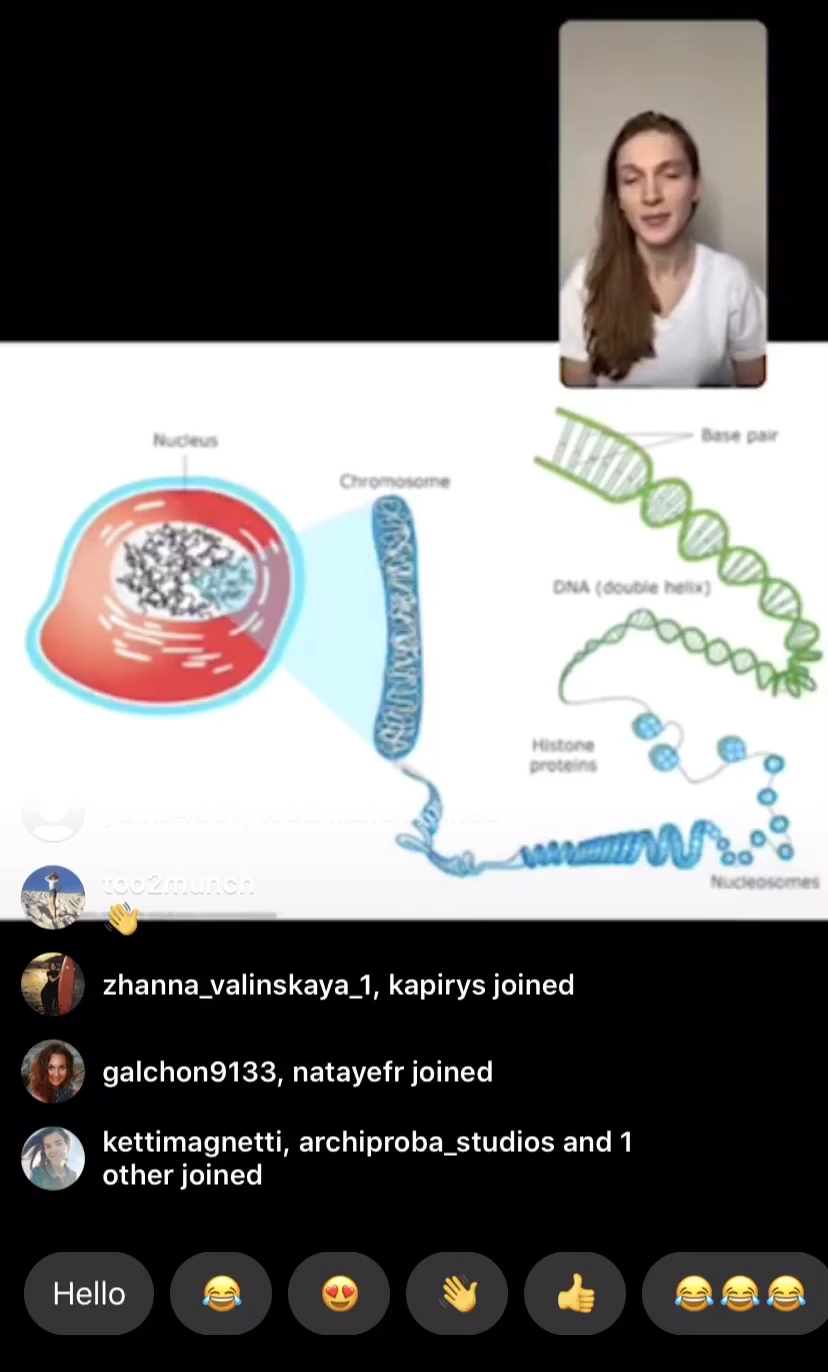 Nucleus
Chromosome
Base pair
DNA (double helix)
Histone
proteins
Nucleosomes
too2munch
👋
zhanna_valinskaya_1, kapirys joined
galchon9133, natayefr joined
kettimagnetti, archiproba_studios and 1
other joined
Hello 😂 😍 👋 👍 😂😂😂